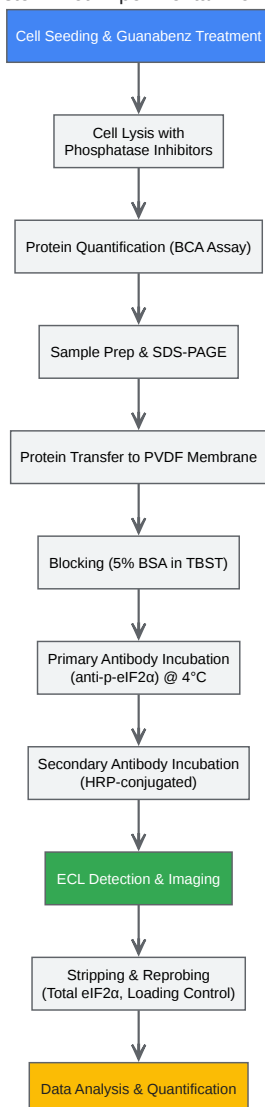 Cell Seeding & Guanabenz Treatment
Cell Lysis with
Phosphatase Inhibitors
Protein Quantification (BCA Assay)
Sample Prep & SDS-PAGE
Protein Transfer to PVDF Membrane
Blocking (5% BSA in TBST)
Primary Antibody Incubation
(anti-p-eIF2α) @ 4°C
Secondary Antibody Incubation
(HRP-conjugated)
ECL Detection & Imaging
Stripping & Reprobing
(Total eIF2α, Loading Control)
Data Analysis & Quantification